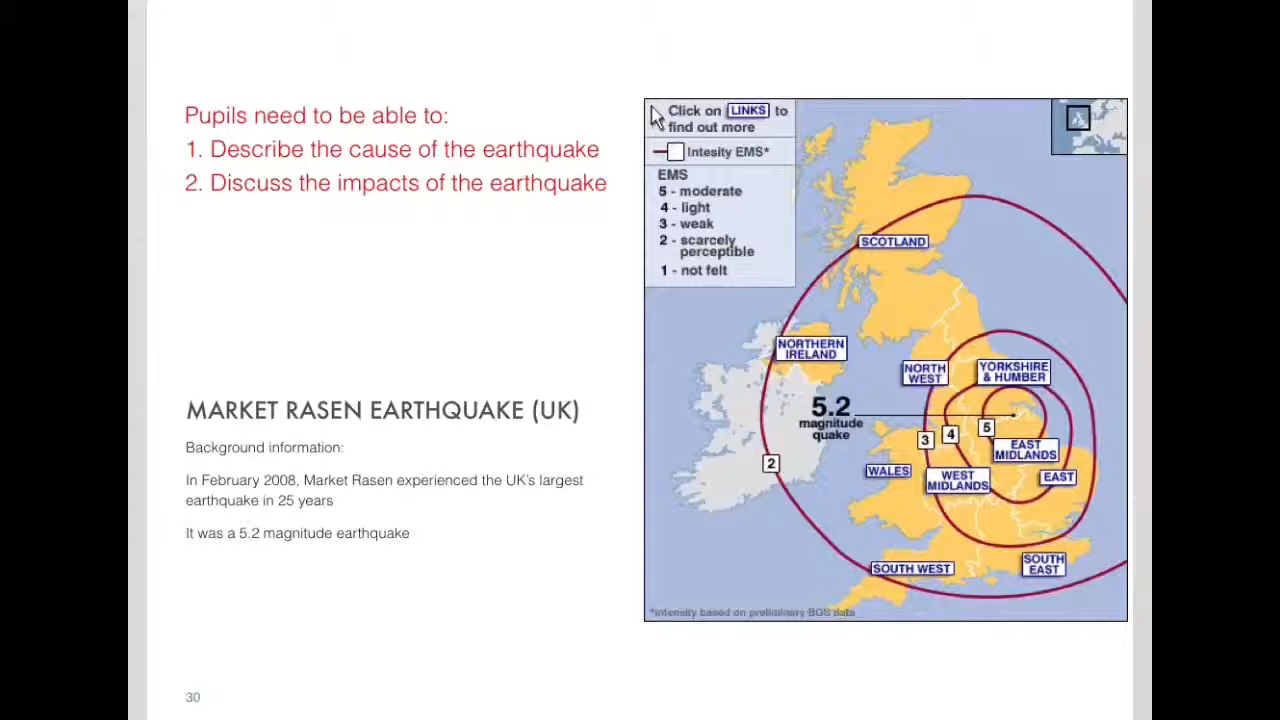 Pupils need to be able to:
1. Describe the cause of the earthquake
2. Discuss the impacts of the earthquake
MARKET RASEN EARTHQUAKE (UK)
Background information:
In February 2008, Market Rasen experienced the UK's largest
earthquake in 25 years
It was a 5.2 magnitude earthquake
30
Click on LINKS to
find out more
Intesity EMS*
EMS
5 - moderate
4 - light
3 - weak
2 - scarcely
perceptible
1 - not felt
SCOTLAND
NORTHERN
IRELAND
NORTH
WEST
YORKSHIRE
& HUMBER
5.2
magnitude
quake
5
4
3
EAST
MIDLANDS
2
WALES
WEST
MIDLANDS
EAST
SOUTH WEST
SOUTH
EAST
*intensity based on preliminary BGS data